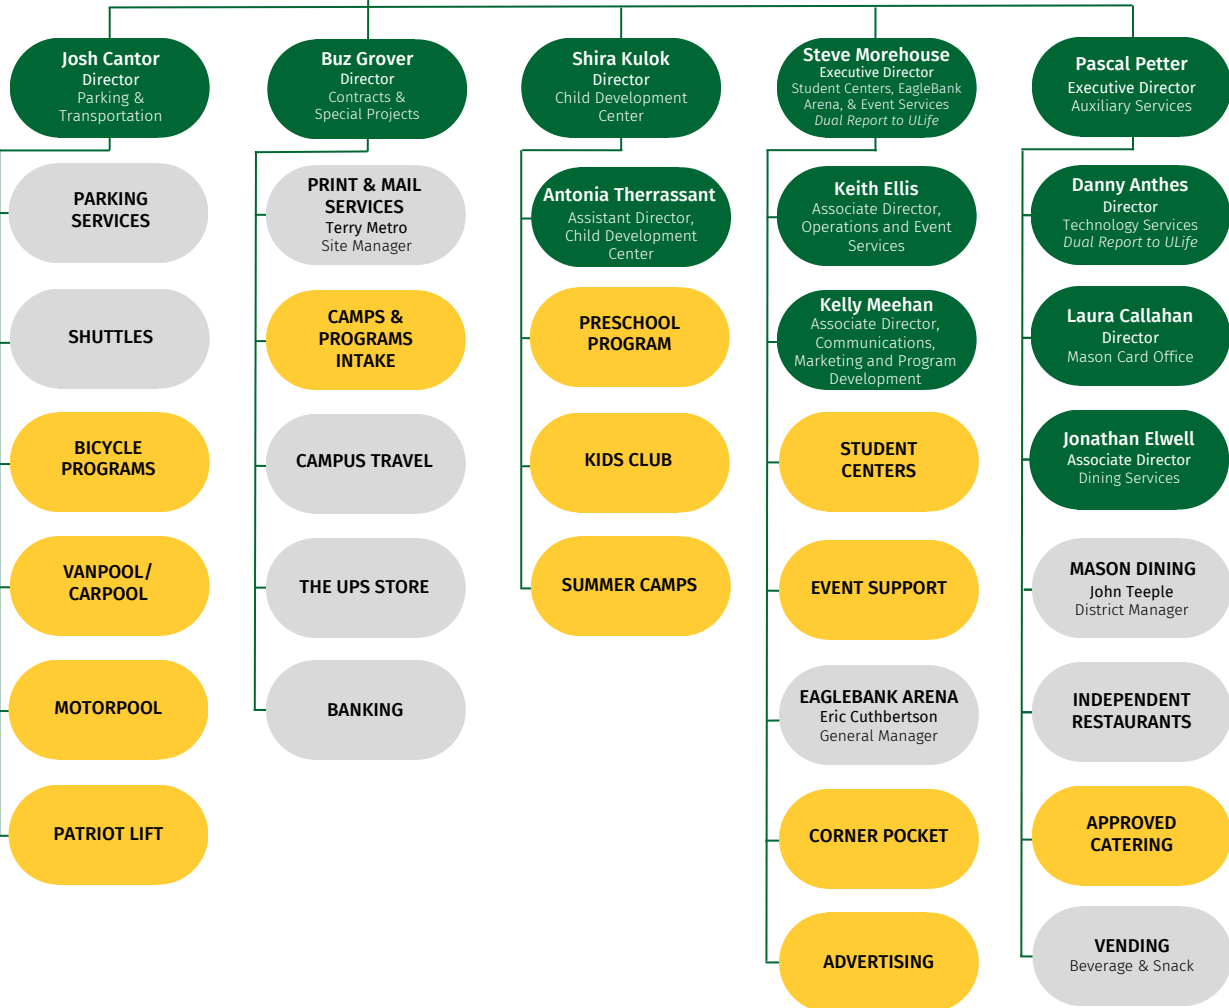 Josh Cantor
Director
Parking &
Transportation
PARKING
SERVICES
SHUTTLES
BICYCLE
PROGRAMS
VANPOOL/
CARPOOL
MOTORPOOL
PATRIOT LIFT
Buz Grover
Director
Contracts &
Special Projects
PRINT & MAIL
SERVICES
Terry Metro
Site Manager
CAMPS &
PROGRAMS
INTAKE
CAMPUS TRAVEL
THE UPS STORE
BANKING
Shira Kulok
Director
Child Development
Center
Antonia Therrassant
Assistant Director,
Child Development
Center
PRESCHOOL
PROGRAM
KIDS CLUB
SUMMER CAMPS
Steve Morehouse
Executive Director
Student Centers, EagleBank
Arena, & Event Services
Dual Report to ULife
Keith Ellis
Associate Director,
Operations and Event
Services
Kelly Meehan
Associate Director,
Communications,
Marketing and Program
Development
STUDENT
CENTERS
EVENT SUPPORT
EAGLEBANK ARENA
Eric Cuthbertson
General Manager
CORNER POCKET
ADVERTISING
Pascal Petter
Executive Director
Auxiliary Services
Danny Anthes
Director
Technology Services
Dual Report to ULife
Laura Callahan
Director
Mason Card Office
Jonathan Elwell
Associate Director
Dining Services
MASON DINING
John Teeple
District Manager
INDEPENDENT
RESTAURANTS
APPROVED
CATERING
VENDING
Beverage & Snack